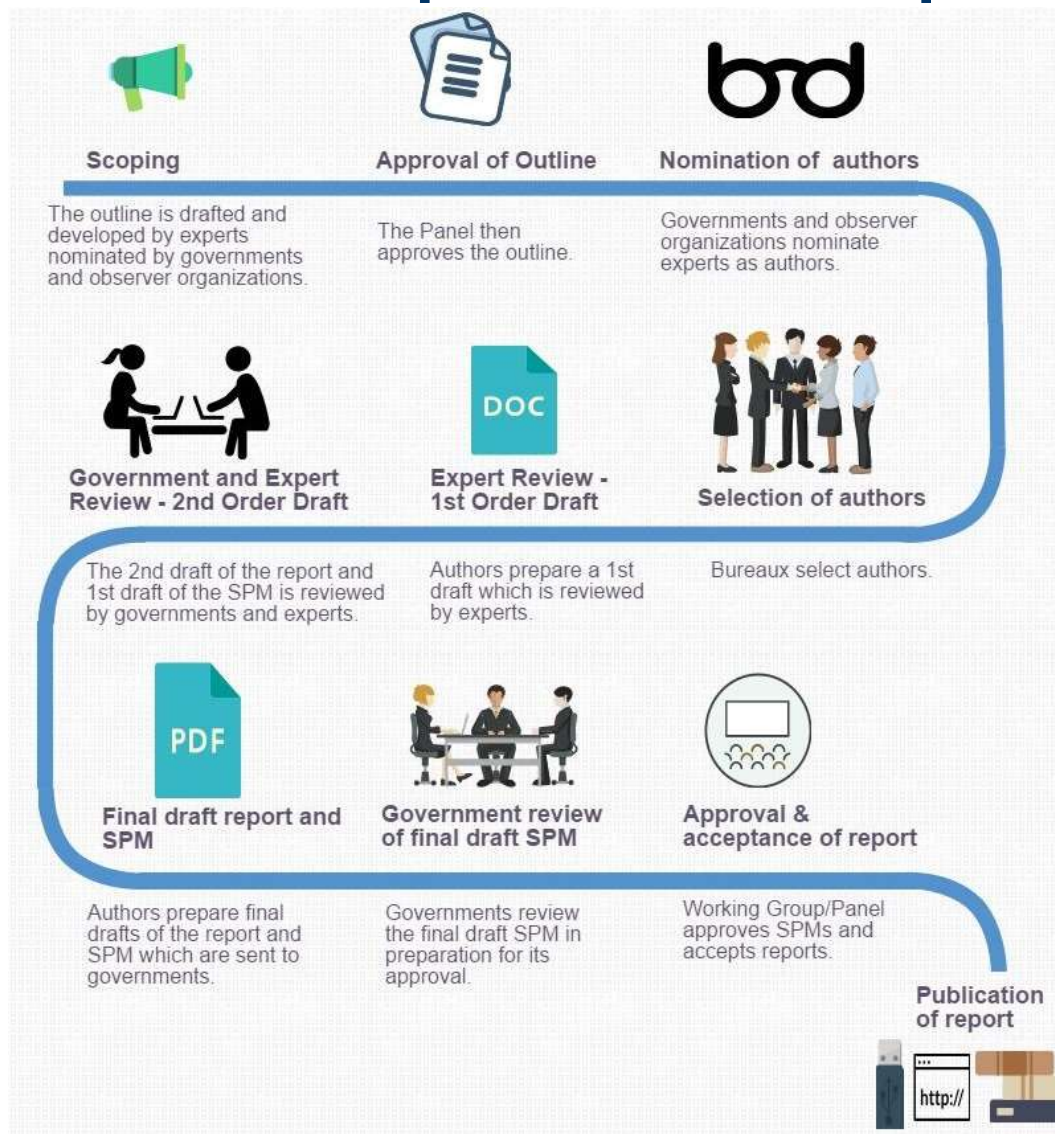 Scoping
The outline is drafted and
developed by experts
nominated by governments
and observer organizations.
Approval of Outline
The Panel then
approves the outline.
Nomination of authors
Governments and observer
organizations nominate
experts as authors.
Selection of authors
Bureaux select authors.
DOC
Expert Review -
1st Order Draft
Authors prepare a 1st
draft which is reviewed
by experts.
Government and Expert
Review - 2nd Order Draft
The 2nd draft of the report and
1st draft of the SPM is reviewed
by governments and experts.
PDF
Final draft report and
SPM
Authors prepare final
drafts of the report and
SPM which are sent to
governments.
Government review
of final draft SPM
Governments review
the final draft SPM in
preparation for its
approval.
Approval &
acceptance of report
Working Group/Panel
approves SPMs and
accepts reports.
Publication
of report
http://